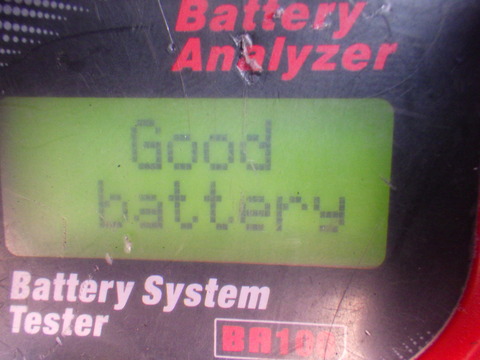 Battery
Analyzer
Good
battery
Battery System
Tester